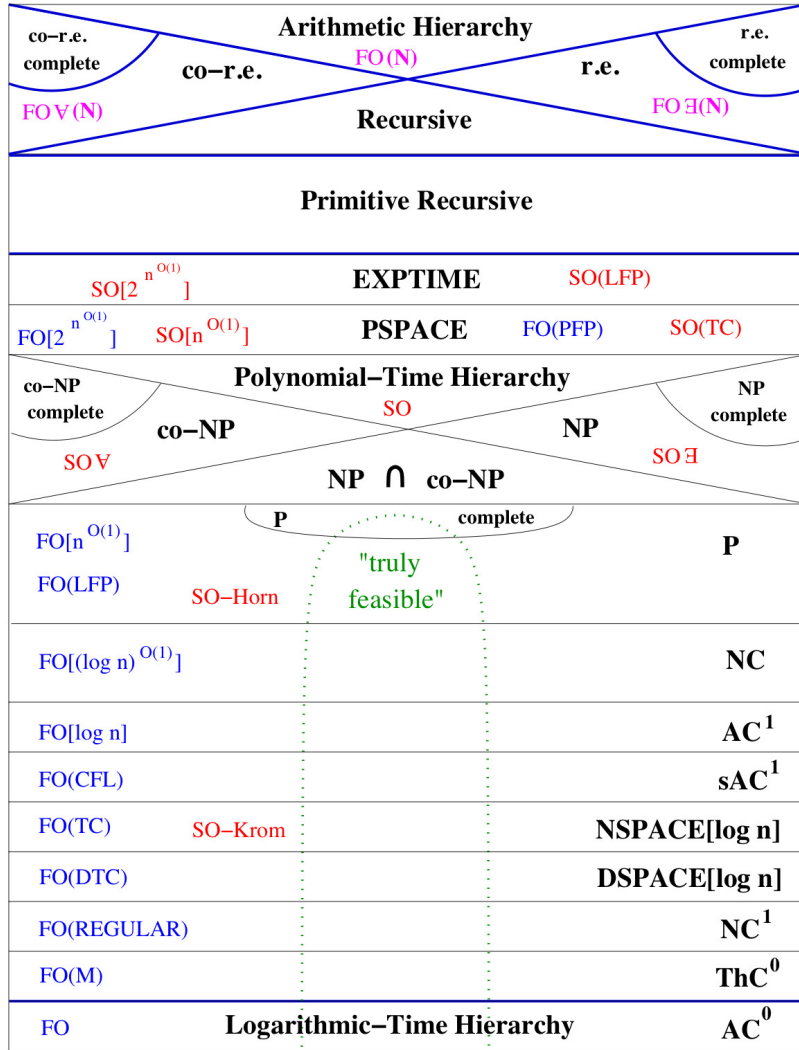 Arithmetic Hierarchy
co-r.e. complete
co–r.e.
FO(N)
r.e.
r.e. complete
FO∀(N)
FO∃(N)
Recursive
Primitive Recursive
SO[2^n^O(1)]
EXPTIME
SO(LFP)
FO[2^n^O(1)]
SO[n^O(1)]
PSPACE
FO(PFP)
SO(TC)
Polynomial–Time Hierarchy
co-NP complete
co–NP
SO
NP
NP complete
SO∀
SO∃
NP ∩ co–NP
P complete
FO[n^O(1)]
P
"truly
feasible"
FO(LFP)
SO–Horn
FO[(log n)^O(1)]
NC
FO[log n]
AC^1
FO(CFL)
sAC^1
FO(TC)
SO–Krom
NSPACE[log n]
FO(DTC)
DSPACE[log n]
FO(REGULAR)
NC^1
FO(M)
ThC^0
FO
Logarithmic–Time Hierarchy
AC^0